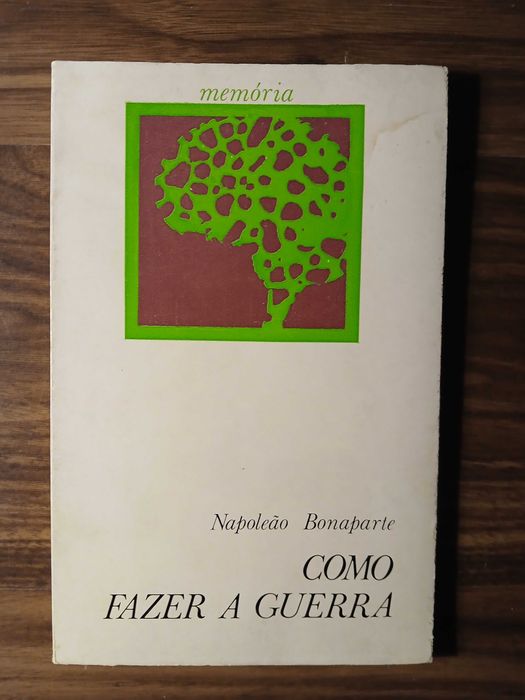 memória
Napoleão Bonaparte
COMO
FAZER A GUERRA